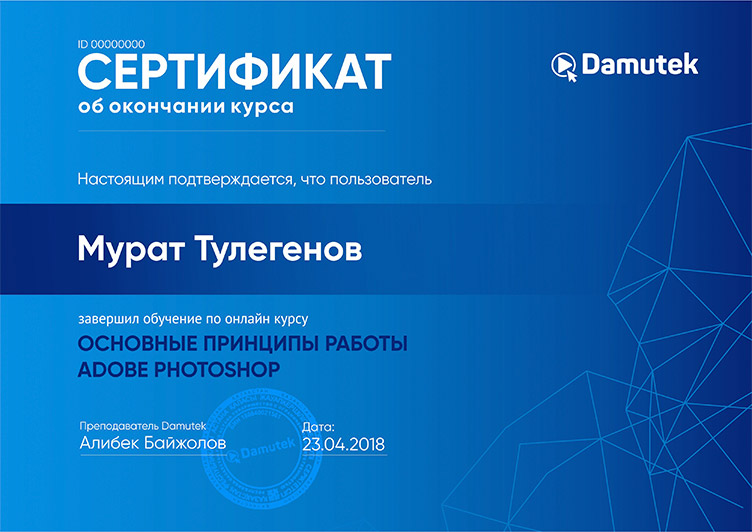 ID 00000000
СЕРТИФИКАТ
об окончании курса
Damutek
Настоящим подтверждается, что пользователь
Мурат Тулегенов
завершил обучение по онлайн курсу
ОСНОВНЫЕ ПРИНЦИПЫ РАБОТЫ
ADOBE PHOTOSHOP
Преподаватель Damutek
Алибек Байжолов
Дата:
23.04.2018
Damutek